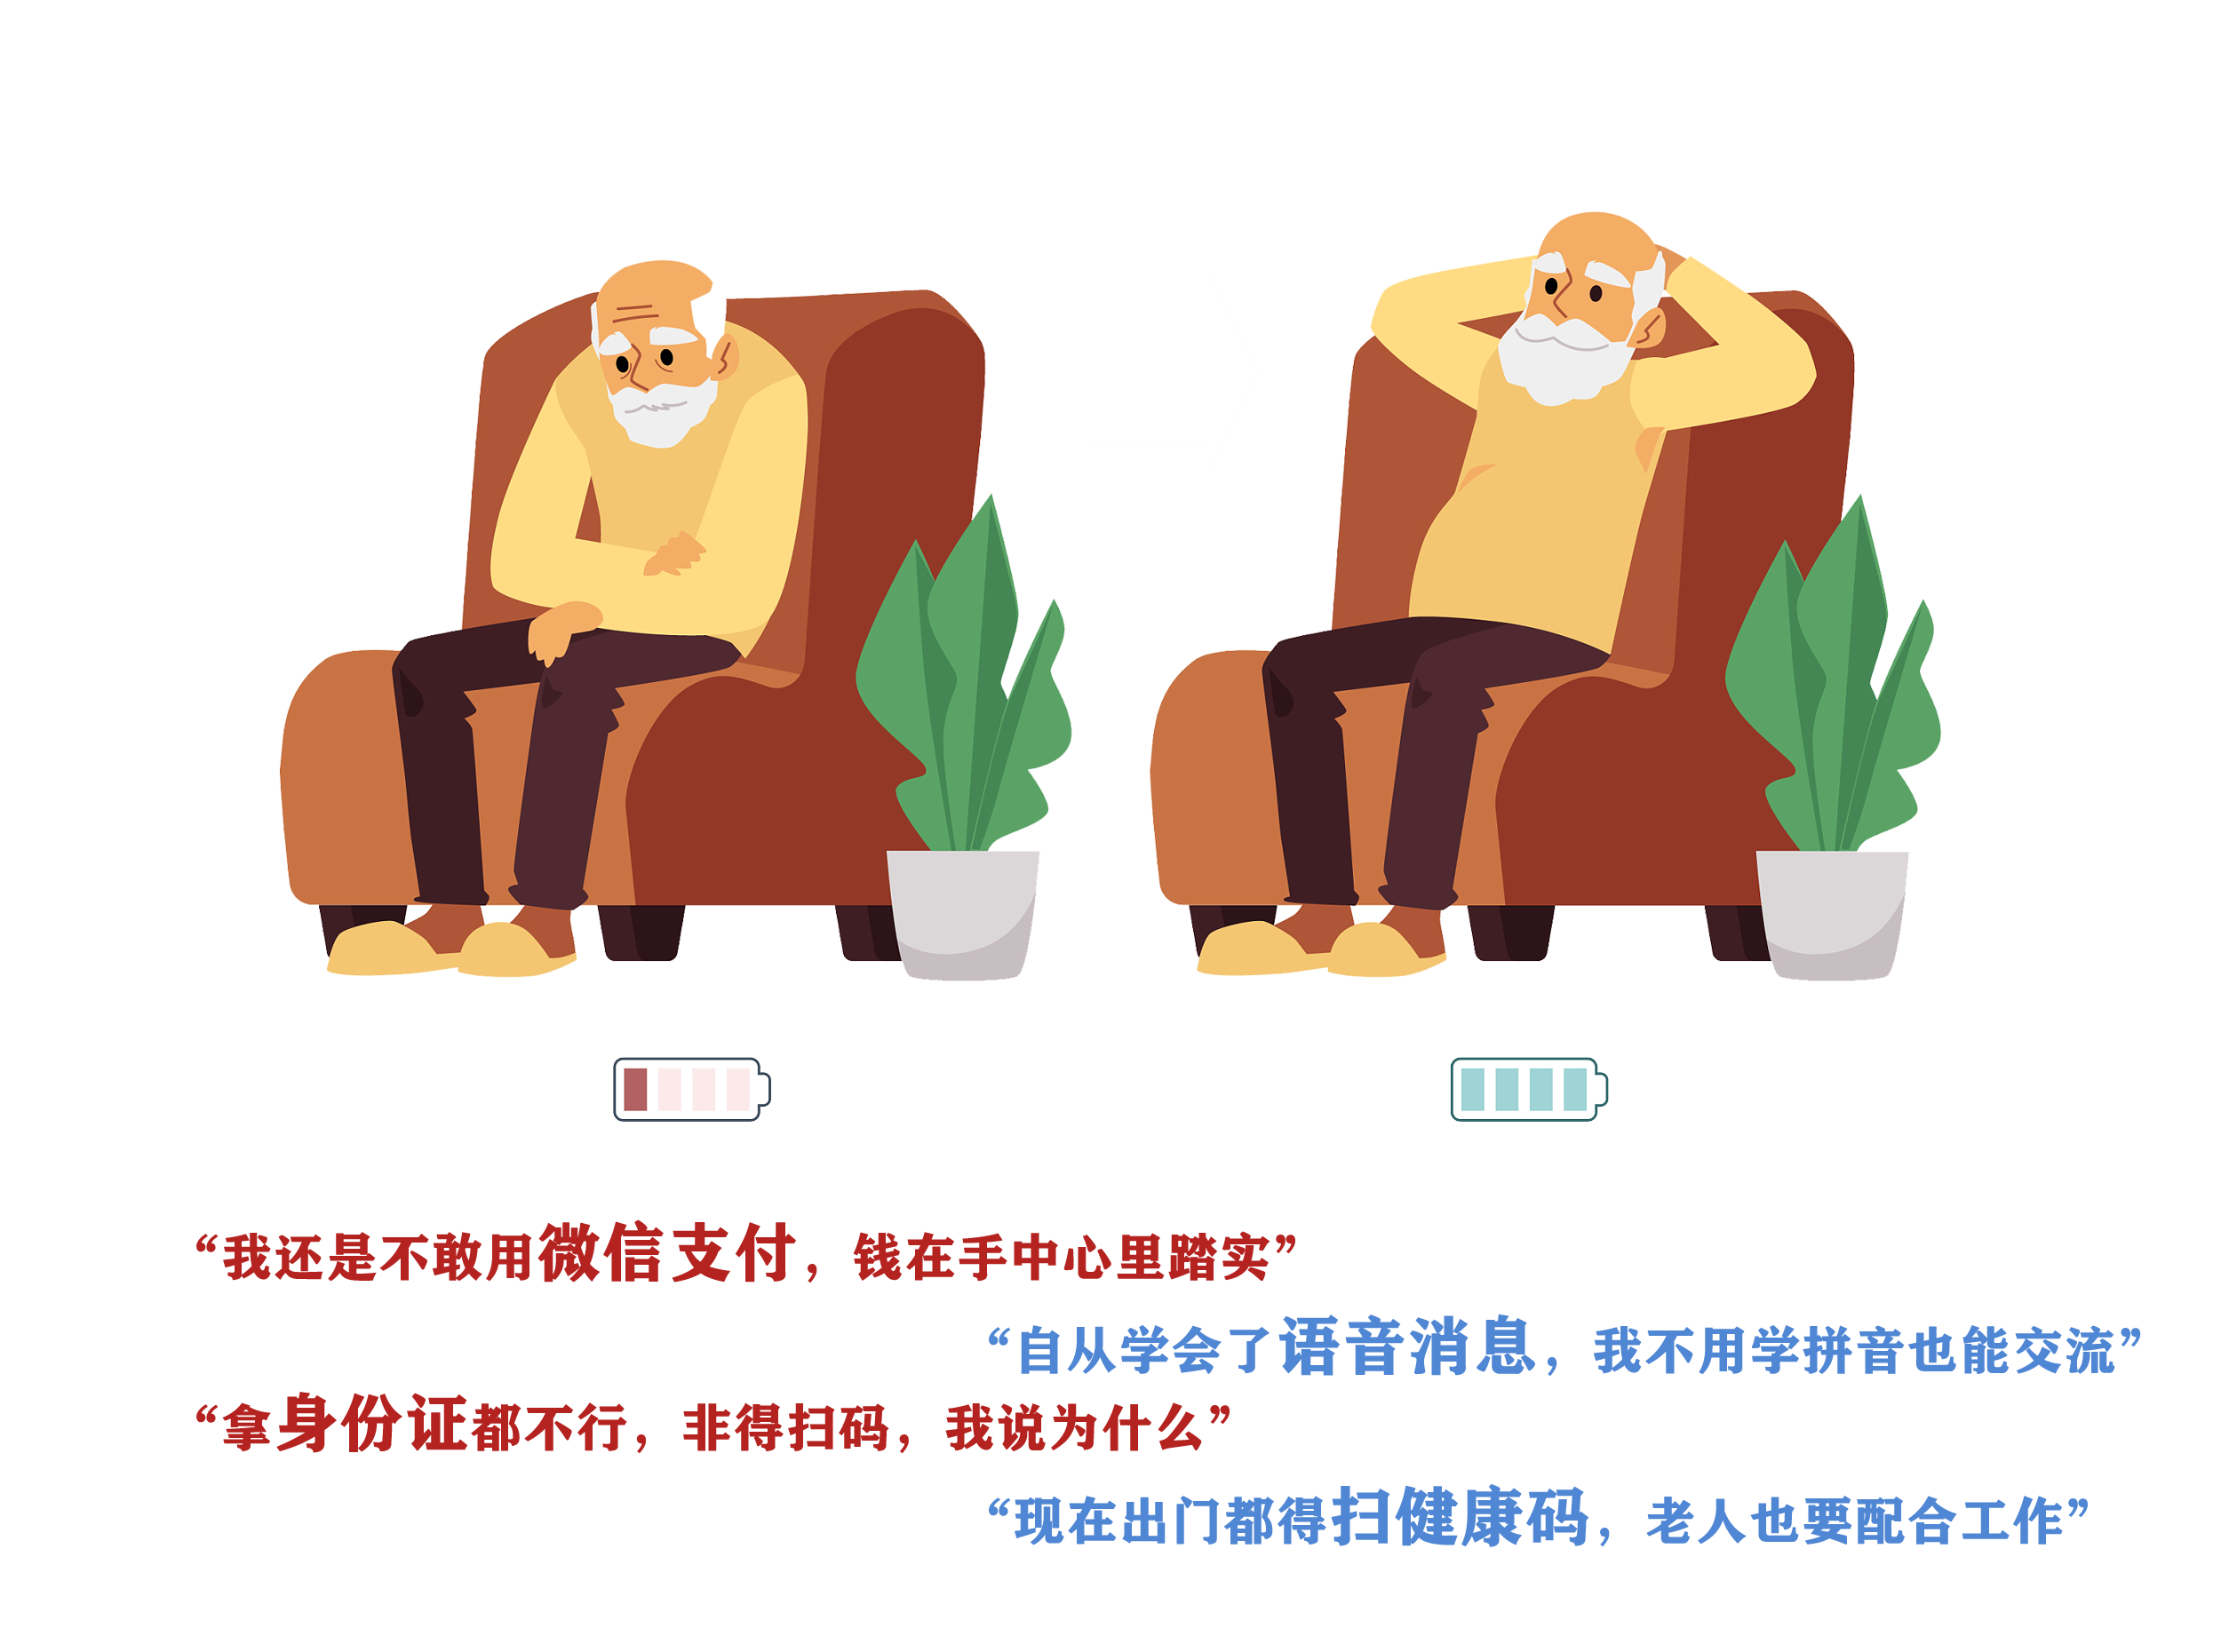 “我还是不敢用微信支付，钱在手中心里踏实”
“自从学会了语音消息，我不用学拼音也能交流”
“拿身份证都不行，非得扫码，我说为什么”
“现在出门都得扫健康码，老人也要配合工作”